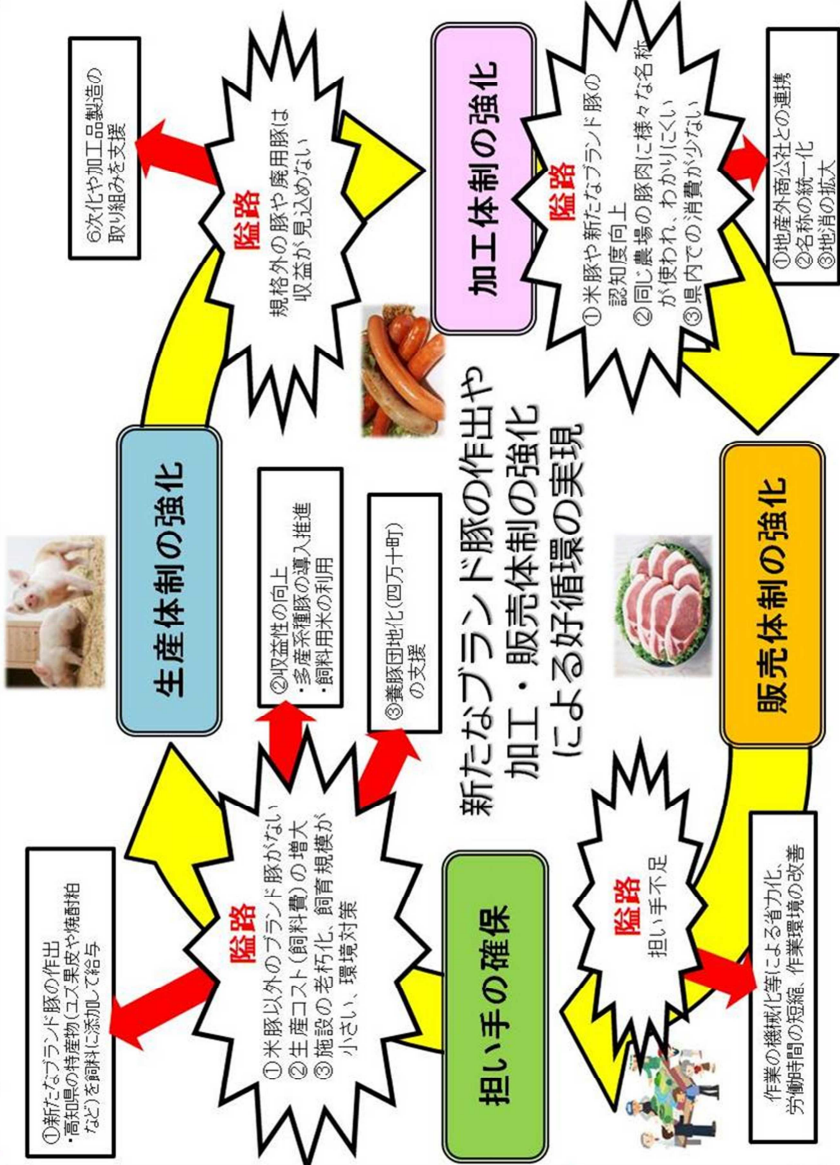 ①新たなブランド豚の作出
・高知県の特産物(ユズ果皮や焼酎粕
など)を飼料に添加して給与
生産体制の強化
6次化や加工品製造の
取り組みを支援
隘路
①米豚以外のブランド豚がない
②生産コスト(飼料費)の増大
③施設の老朽化、飼育規模が
小さい、環境対策
②収益性の向上
・多産系種豚の導入推進
・飼料用米の利用
③養豚団地化(四万十町)
の支援
隘路
規格外の豚や廃用豚は
収益が見込めない
担い手の確保
新たなブランド豚の作出や
加工・販売体制の強化
による好循環の実現
加工体制の強化
隘路
担い手不足
作業の機械化等による省力化、
労働時間の短縮、作業環境の改善
販売体制の強化
隘路
①米豚や新たなブランド豚の
認知度向上
②同じ農場の豚肉に様々な名称
が使われ、わかりにくい
③県内での消費が少ない
①地産外商公社との連携
②名称の統一化
③地消の拡大